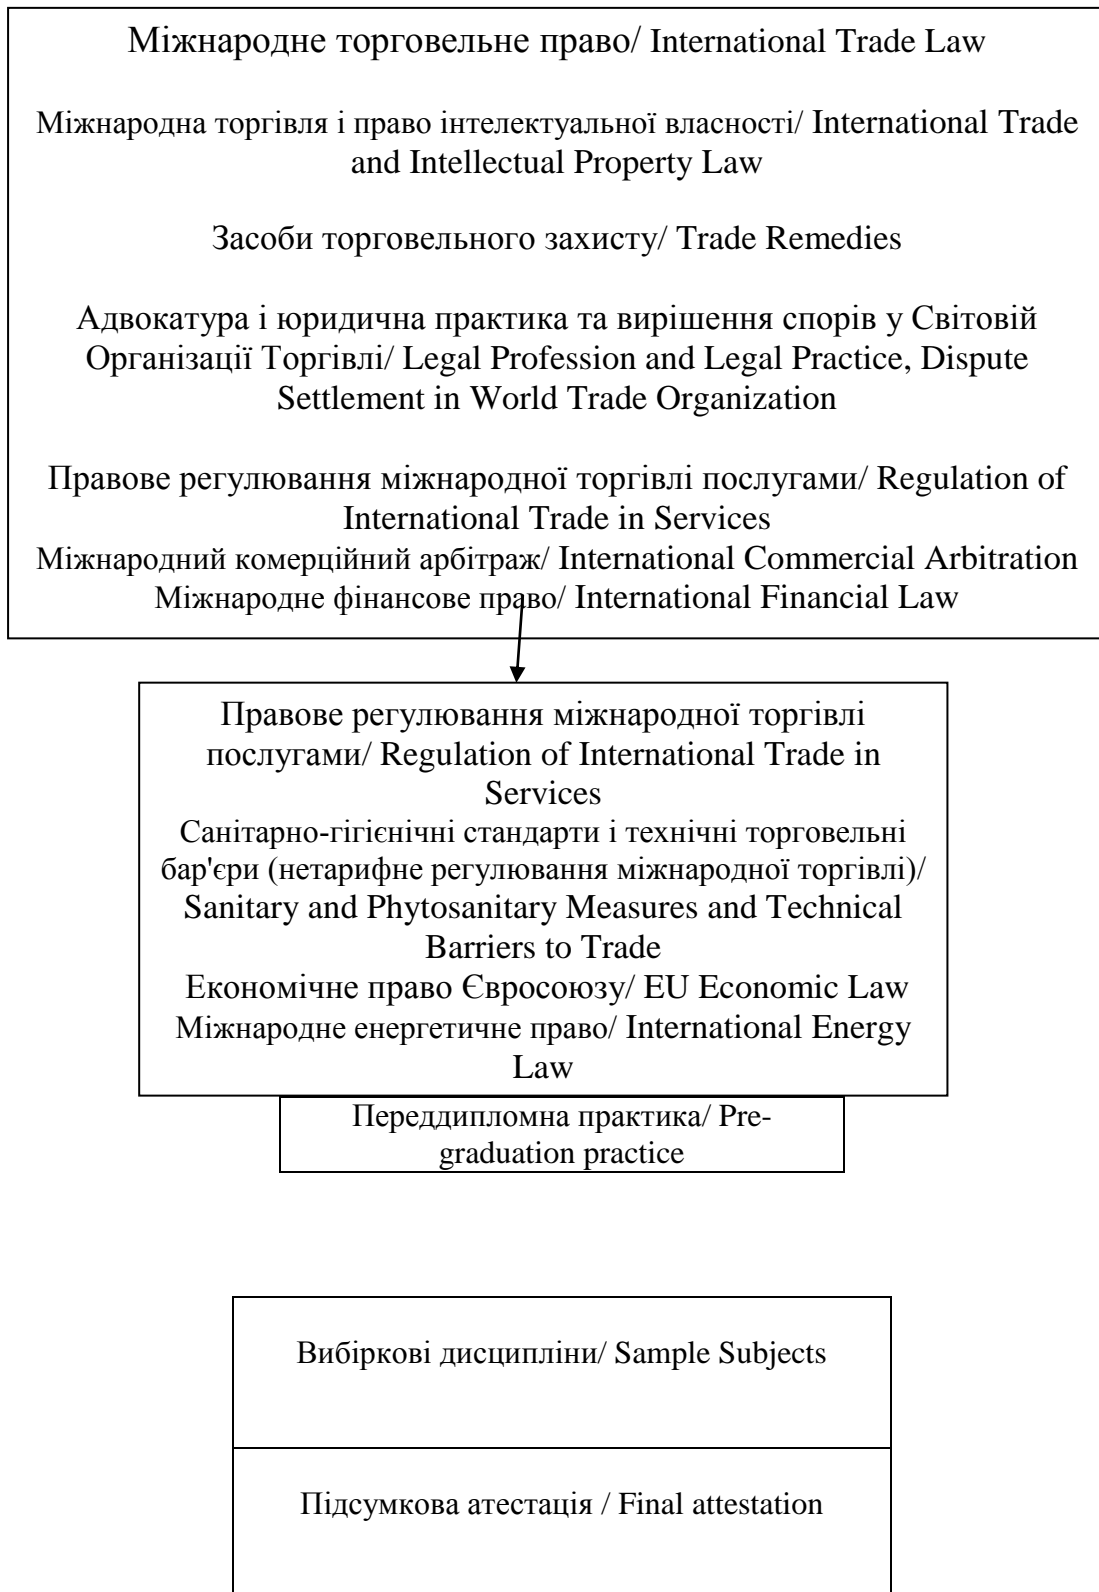 Міжнародне торговельне право/ International Trade Law
Міжнародна торгівля і право інтелектуальної власності/ International Trade
and Intellectual Property Law
Засоби торговельного захисту/ Trade Remedies
Адвокатура і юридична практика та вирішення спорів у Світовій
Організації Торгівлі/ Legal Profession and Legal Practice, Dispute
Settlement in World Trade Organization
Правове регулювання міжнародної торгівлі послугами/ Regulation of
International Trade in Services
Міжнародний комерційний арбітраж/ International Commercial Arbitration
Міжнародне фінансове право/ International Financial Law
Правове регулювання міжнародної торгівлі
послугами/ Regulation of International Trade in
Services
Санітарно-гігієнічні стандарти і технічні торговельні
бар'єри (нетарифне регулювання міжнародної торгівлі)/
Sanitary and Phytosanitary Measures and Technical
Barriers to Trade
Економічне право Євросоюзу/ EU Economic Law
Міжнародне енергетичне право/ International Energy
Law
Переддипломна практика/ Pre-
graduation practice
Вибіркові дисципліни/ Sample Subjects
Підсумкова атестація / Final attestation